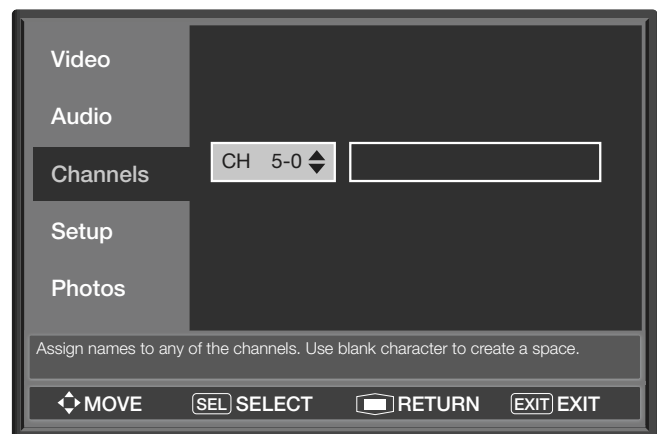 Video
Audio
Channels
CH 5-0
Setup
Photos
Assign names to any of the channels. Use blank character to create a space.
MOVE SEL SELECT RETURN EXIT EXIT